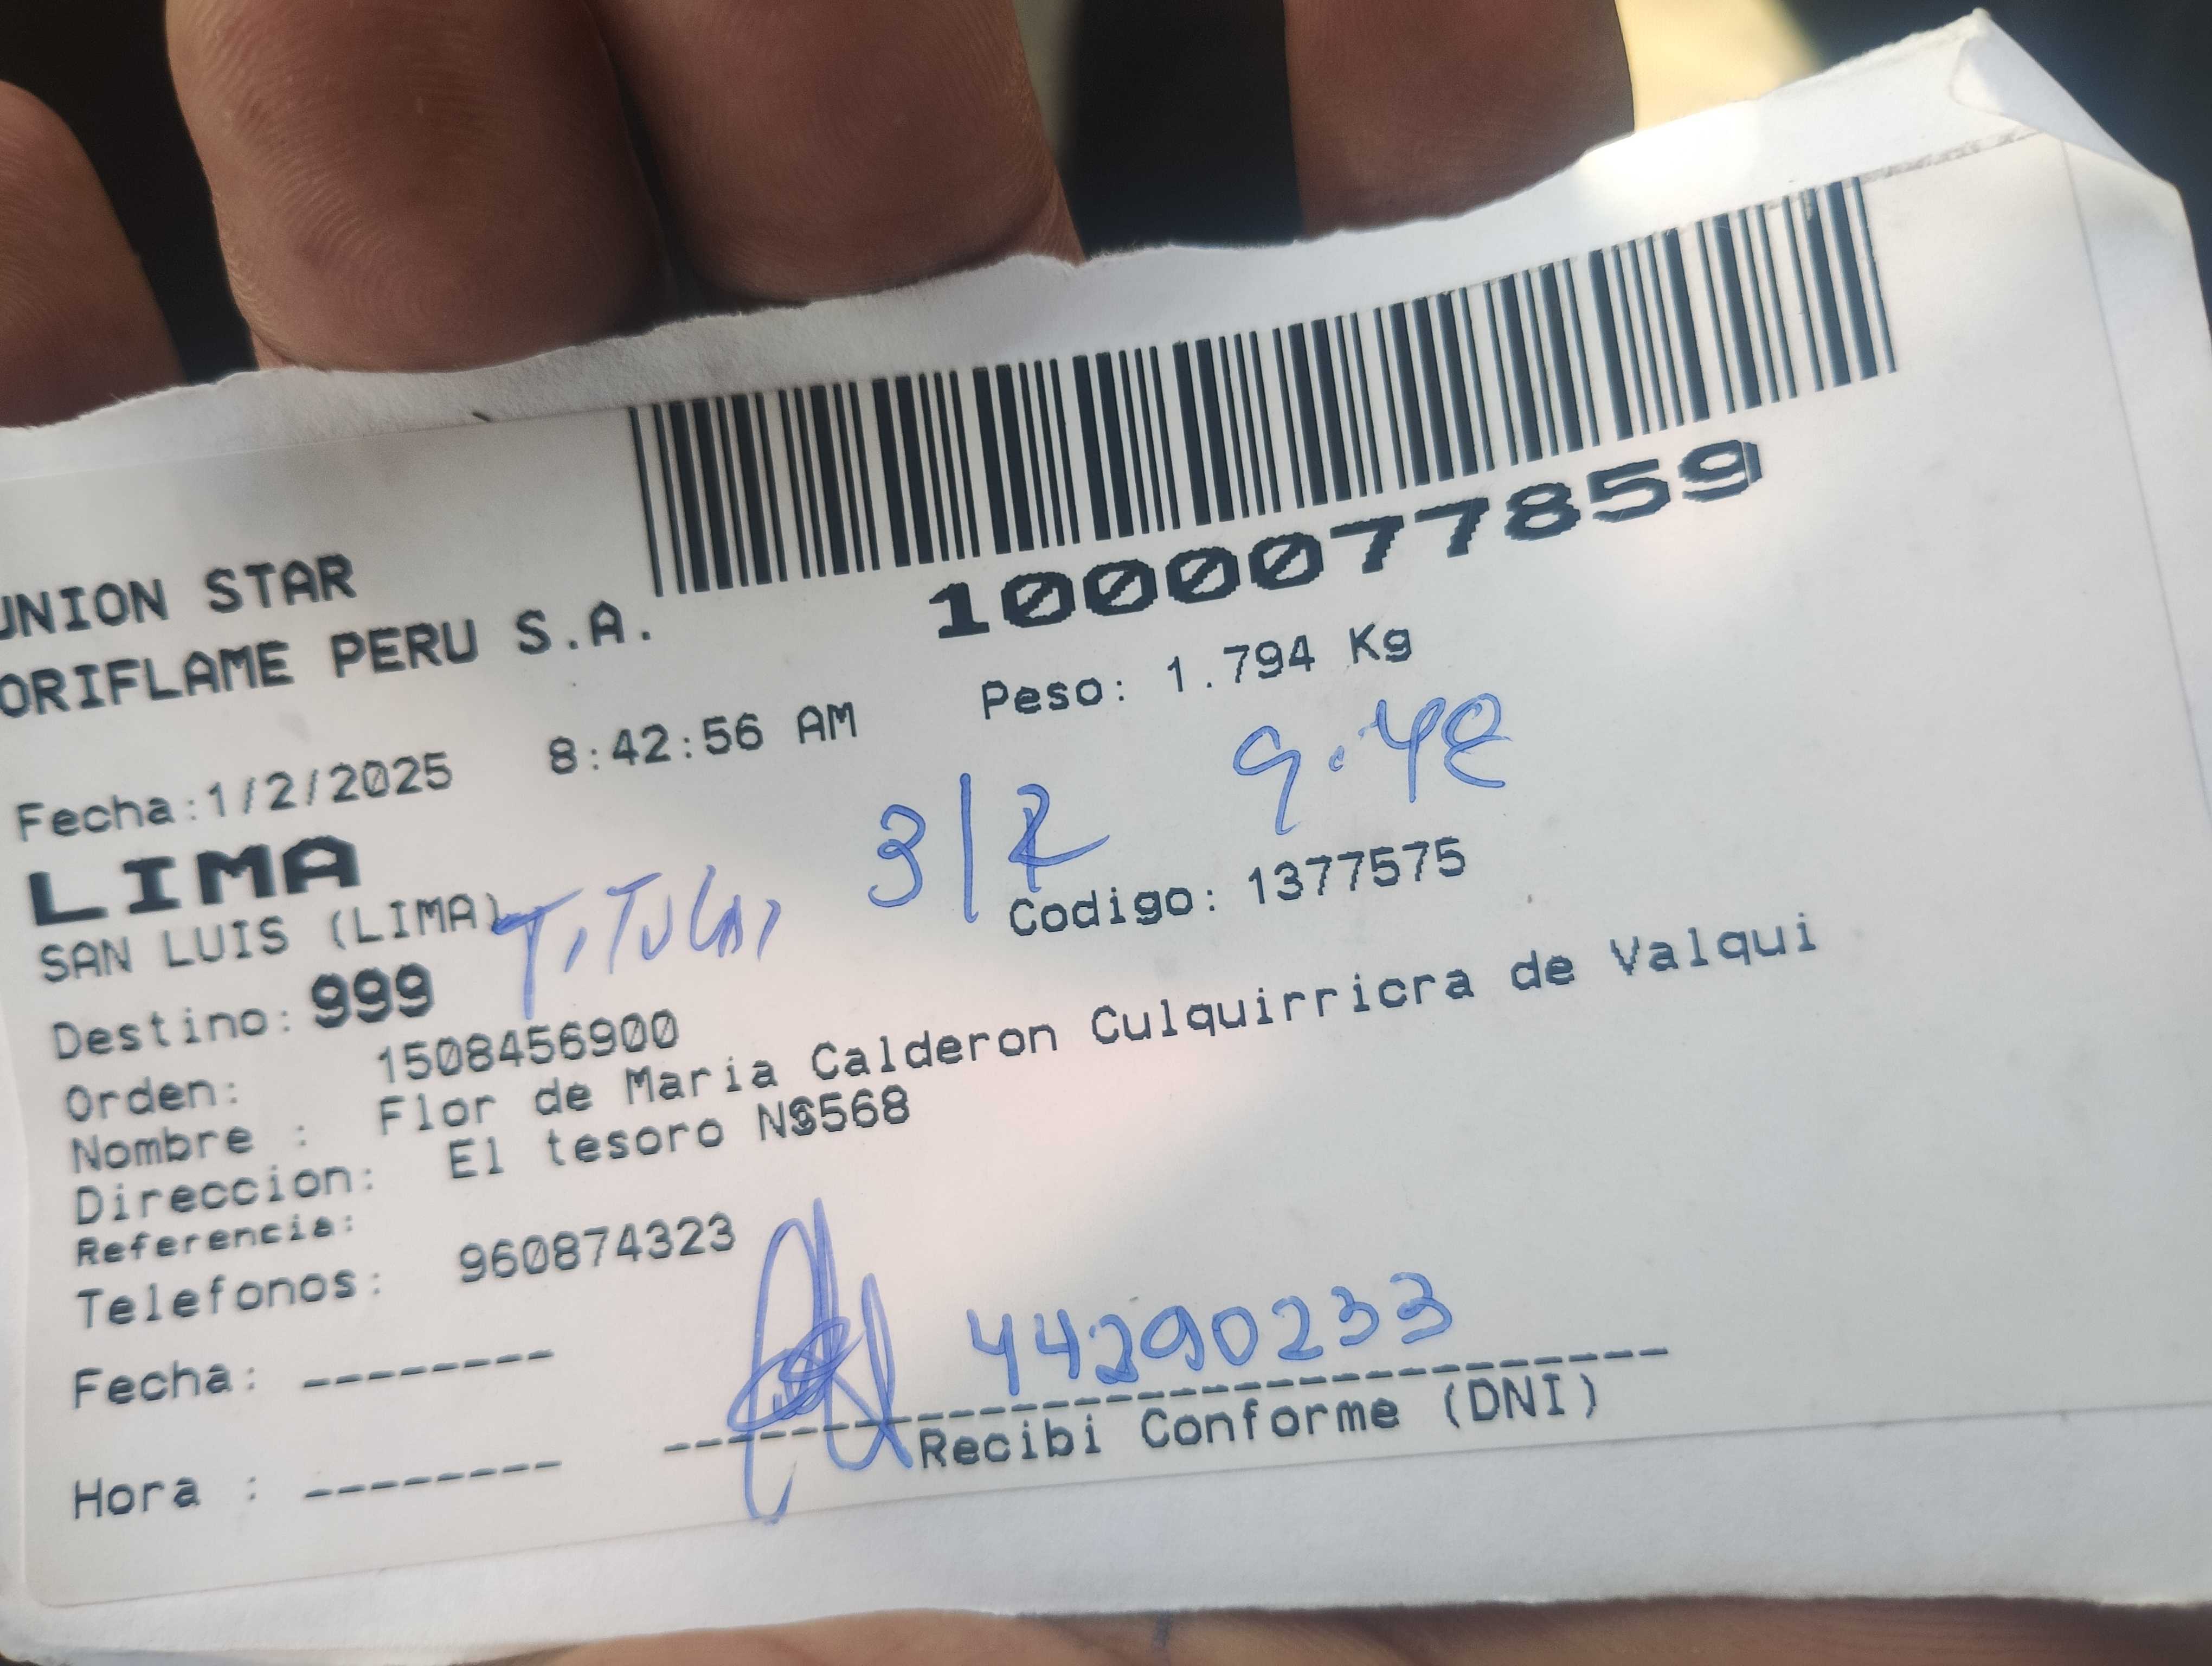 1000077859
UNION STAR
ORIFLAME PERU S.A.
Peso: 1.794 Kg
Fecha:1/2/2025 8:42:56 AM
3/2 9:42
LIMA
SAN LUIS (LIMA)
Titular
Codigo: 1377575
Destino: 999
Orden: 1508456900
Nombre : Flor de Maria Calderon Culquirricra de Valqui
Direccion: El tesoro N§568
Referencia:
Telefonos: 960874323
44290233
Fecha: --------
Recibi Conforme (DNI)
Hora : --------